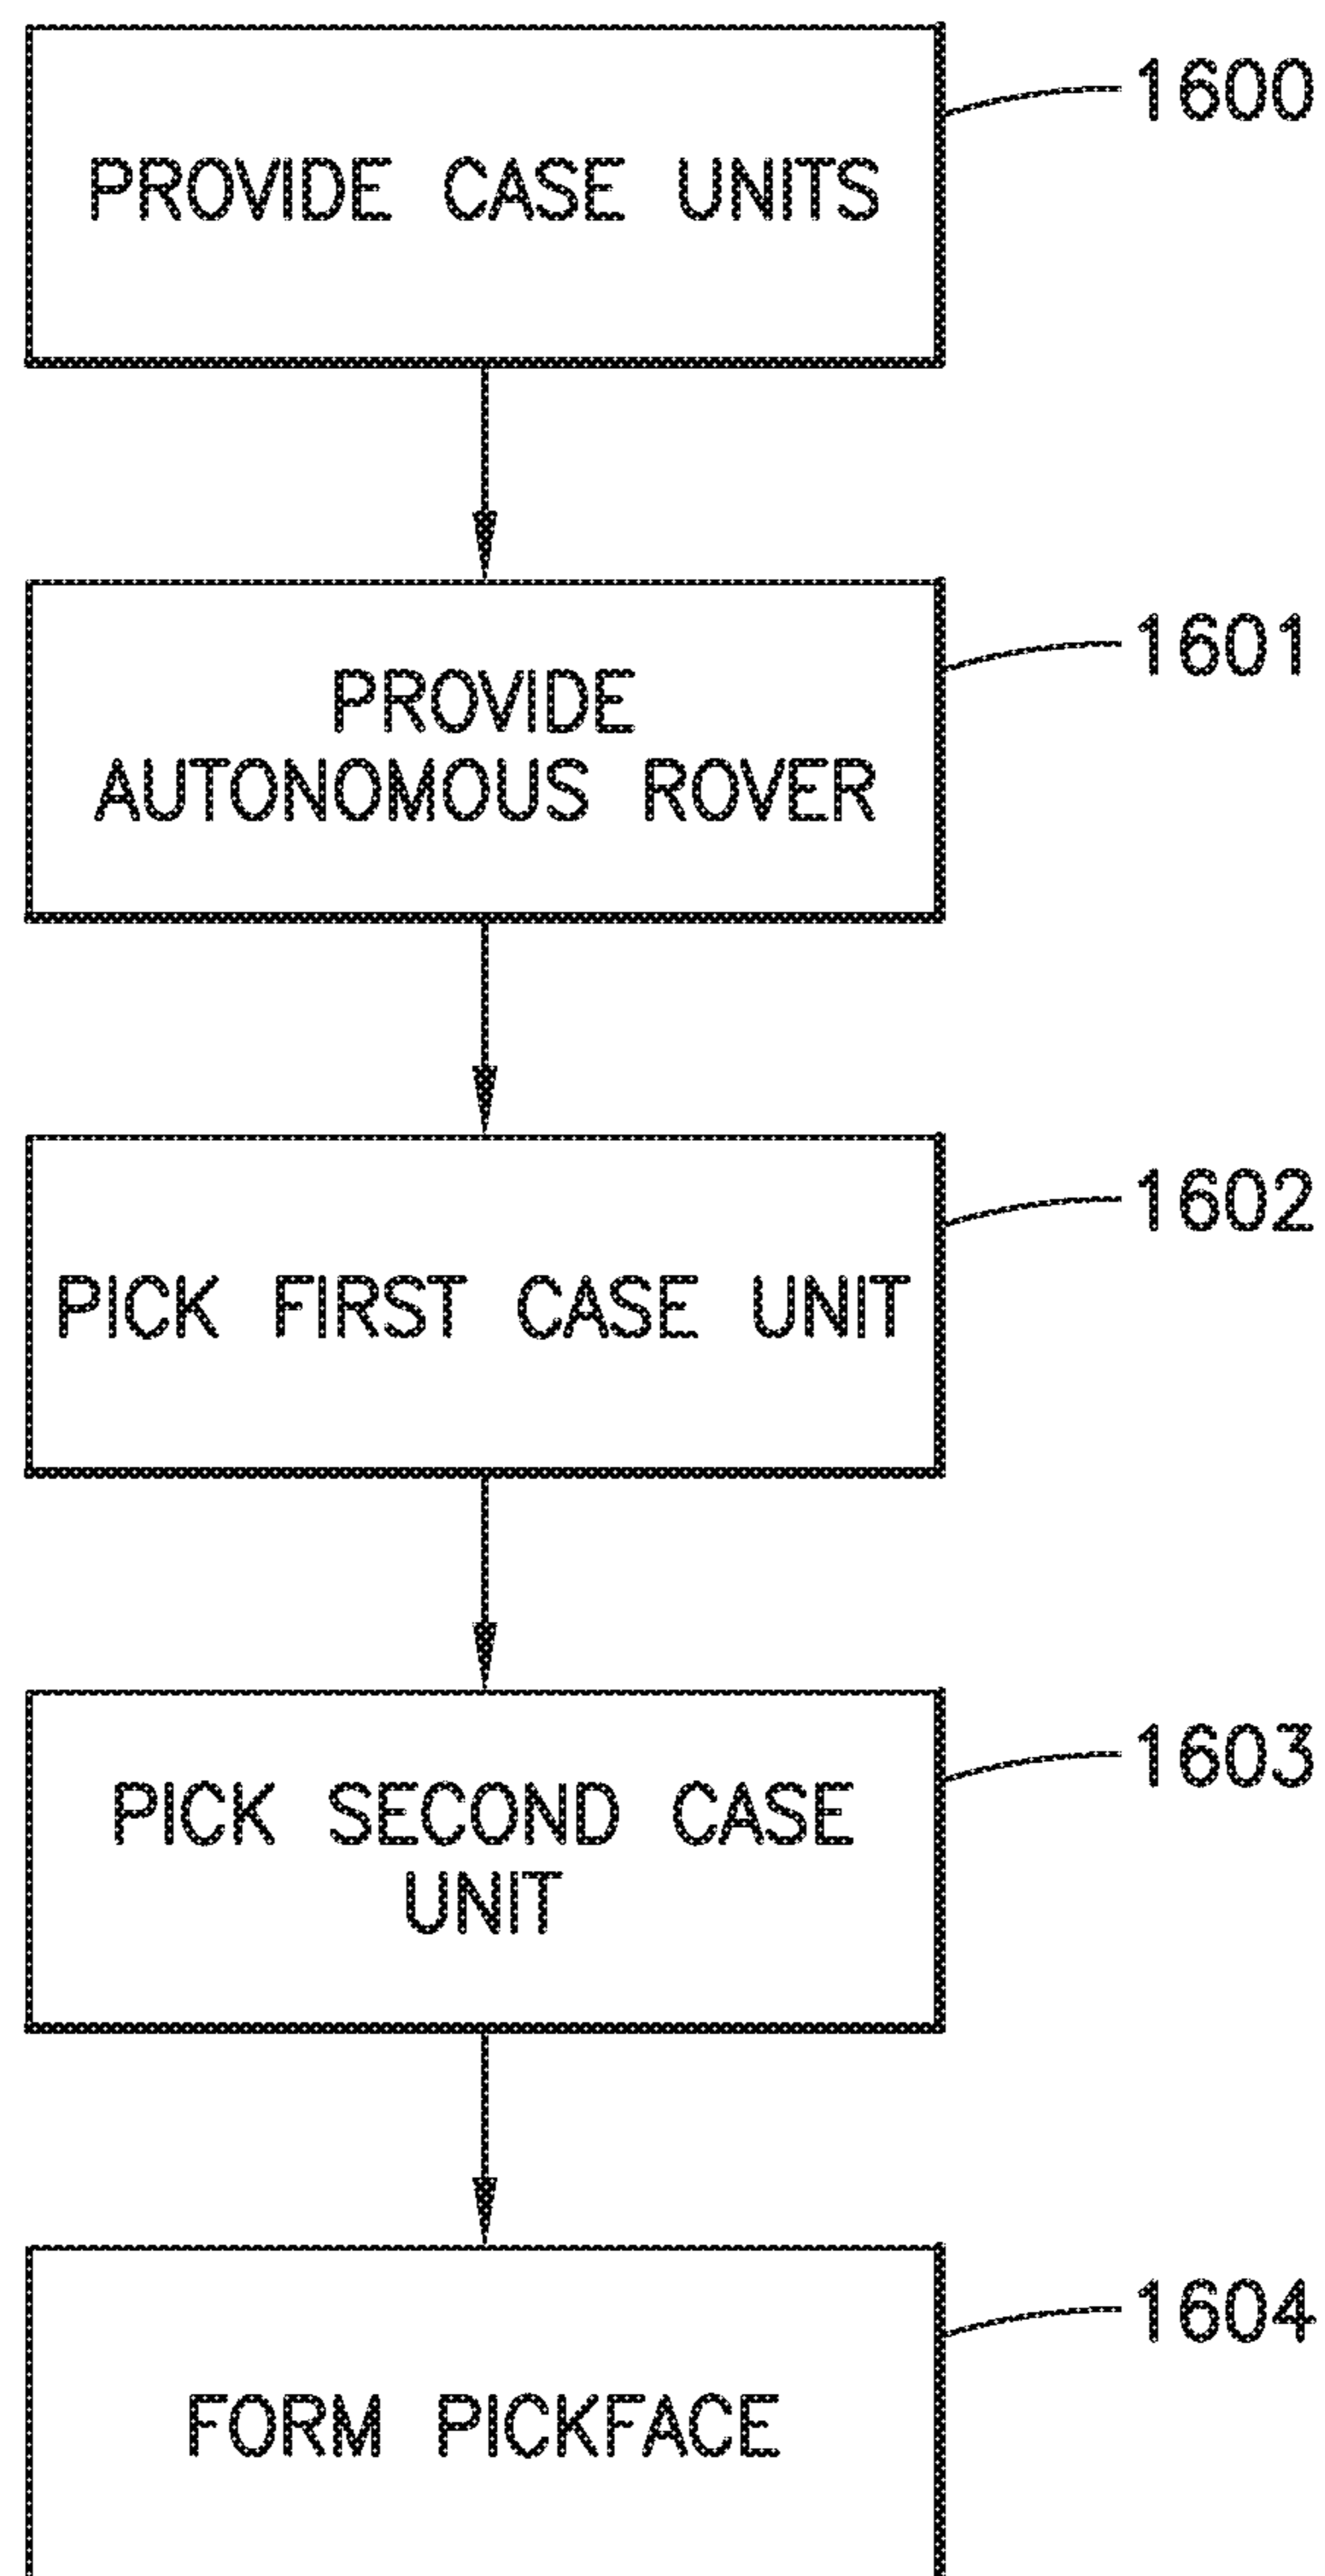 PROVIDE CASE UNITS
1600
PROVIDE
AUTONOMOUS ROVER
1601
PICK FIRST CASE UNIT
1602
PICK SECOND CASE
UNIT
1603
FORM PICKFACE
1604